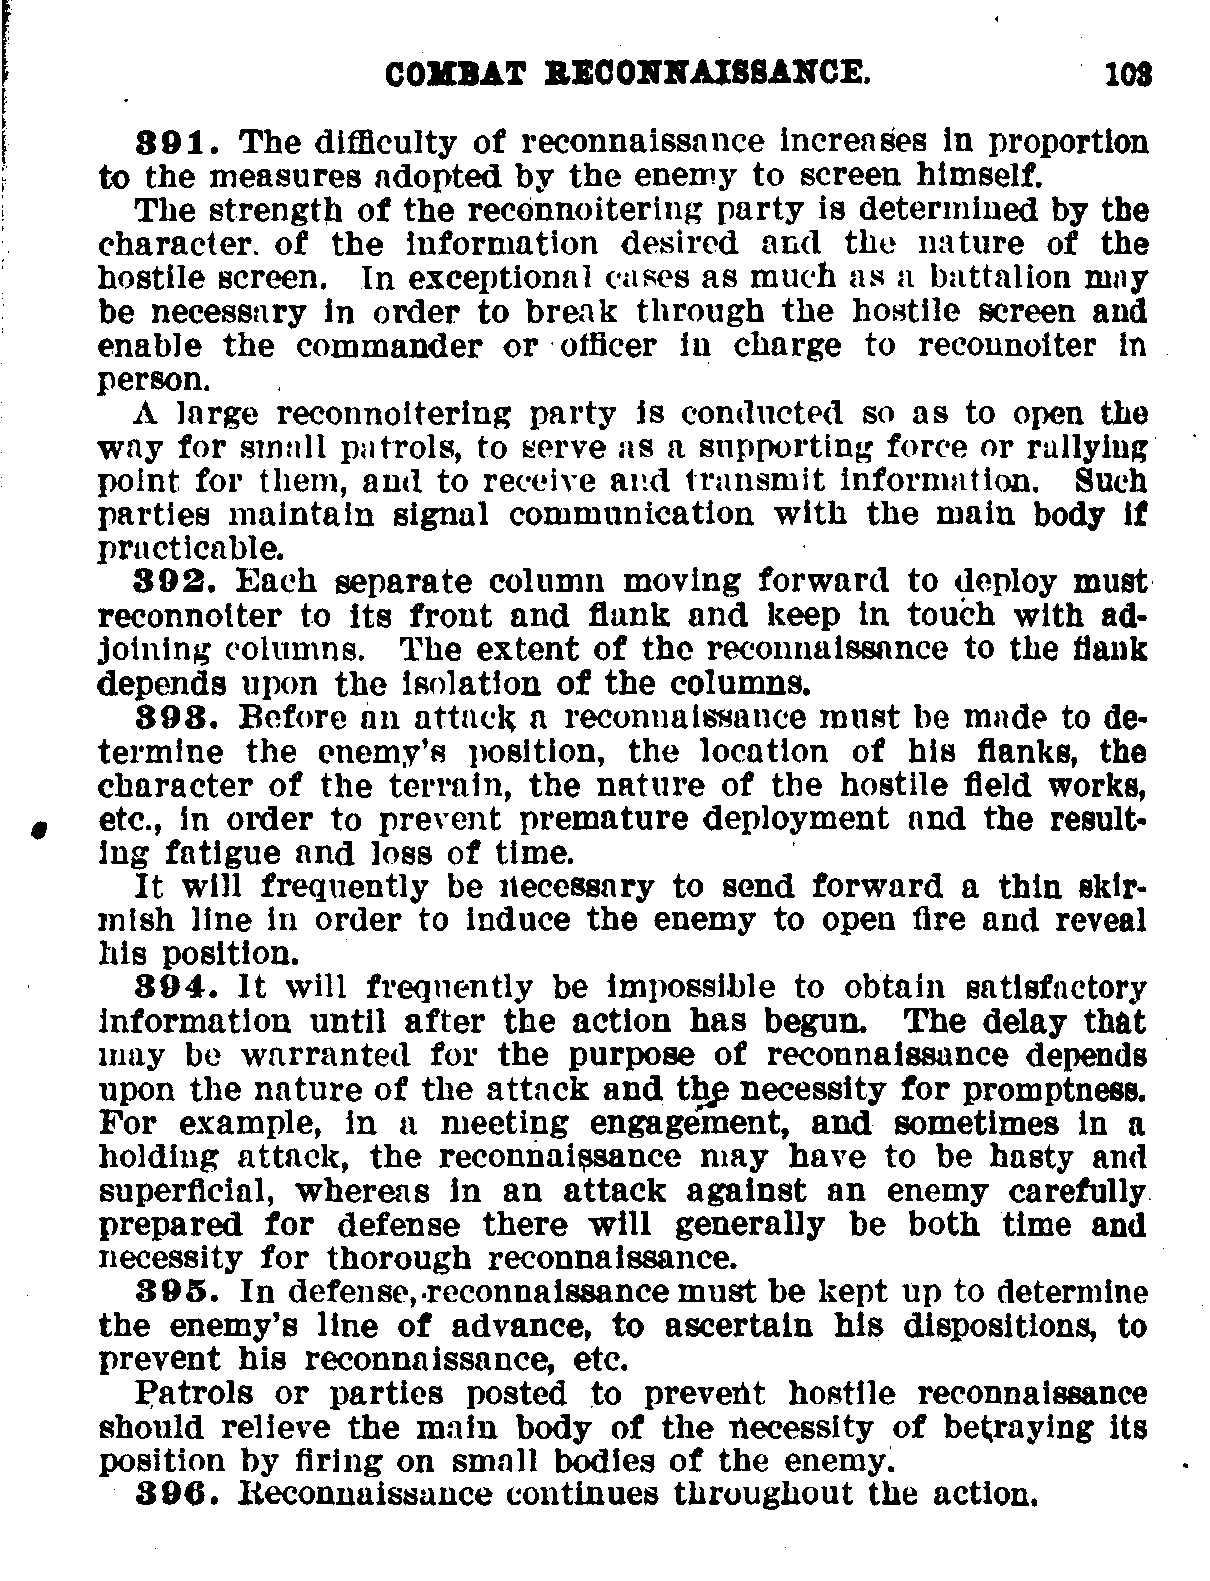 COMBAT RECONNAISSANCE. 103
391. The difficulty of reconnaissance increases in proportion
to the measures adopted by the enemy to screen himself.
The strength of the reconnoitering party is determined by the
character of the information desired and the nature of the
hostile screen. In exceptional cases as much as a battalion may
be necessary in order to break through the hostile screen and
enable the commander or officer in charge to reconnoiter in
person.
A large reconnoitering party is conducted so as to open the
way for small patrols, to serve as a supporting force or rallying
point for them, and to receive and transmit information. Such
parties maintain signal communication with the main body if
practicable.
392. Each separate column moving forward to deploy must
reconnoiter to its front and flank and keep in touch with ad-
joining columns. The extent of the reconnaissance to the flank
depends upon the isolation of the columns.
393. Before an attack a reconnaissance must be made to de-
termine the enemy's position, the location of his flanks, the
character of the terrain, the nature of the hostile field works,
etc., in order to prevent premature deployment and the result-
ing fatigue and loss of time.
It will frequently be necessary to send forward a thin skir-
mish line in order to induce the enemy to open fire and reveal
his position.
394. It will frequently be impossible to obtain satisfactory
information until after the action has begun. The delay that
may be warranted for the purpose of reconnaissance depends
upon the nature of the attack and the necessity for promptness.
For example, in a meeting engagement, and sometimes in a
holding attack, the reconnaissance may have to be hasty and
superficial, whereas in an attack against an enemy carefully
prepared for defense there will generally be both time and
necessity for thorough reconnaissance.
395. In defense, reconnaissance must be kept up to determine
the enemy's line of advance, to ascertain his dispositions, to
prevent his reconnaissance, etc.
Patrols or parties posted to prevent hostile reconnaissance
should relieve the main body of the necessity of betraying its
position by firing on small bodies of the enemy.
396. Reconnaissance continues throughout the action.